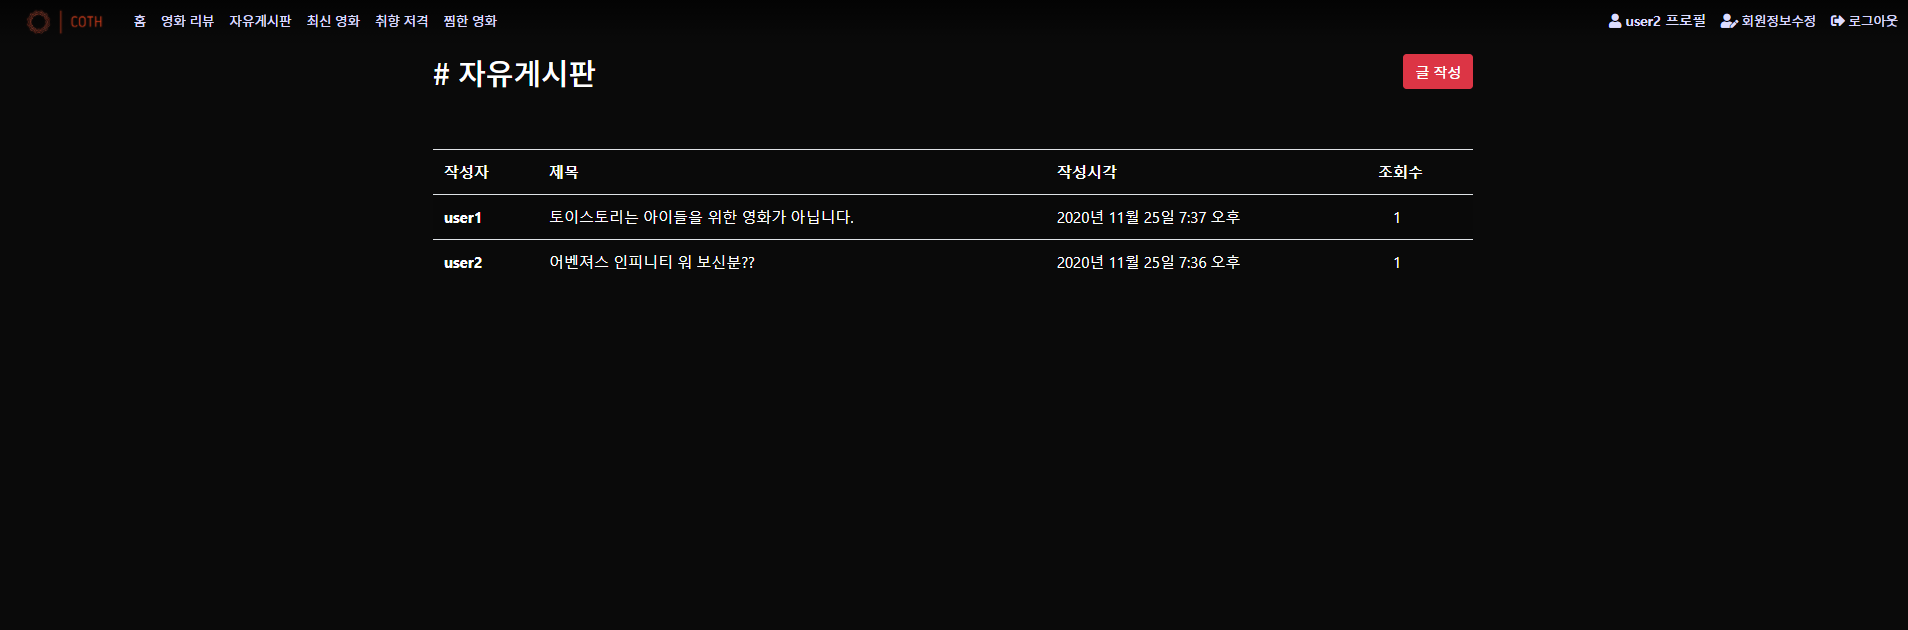 COTH 홈 영화 리뷰 자유게시판 최신 영화 취향 저격 찜한 영화 user2 프로필 회원정보수정 로그아웃
# 자유게시판 글 작성
작성자 제목 작성시각 조회수
user1 토이스토리는 아이들을 위한 영화가 아닙니다. 2020년 11월 25일 7:37 오후 1
user2 어벤져스 인피니티 워 보신분?? 2020년 11월 25일 7:36 오후 1